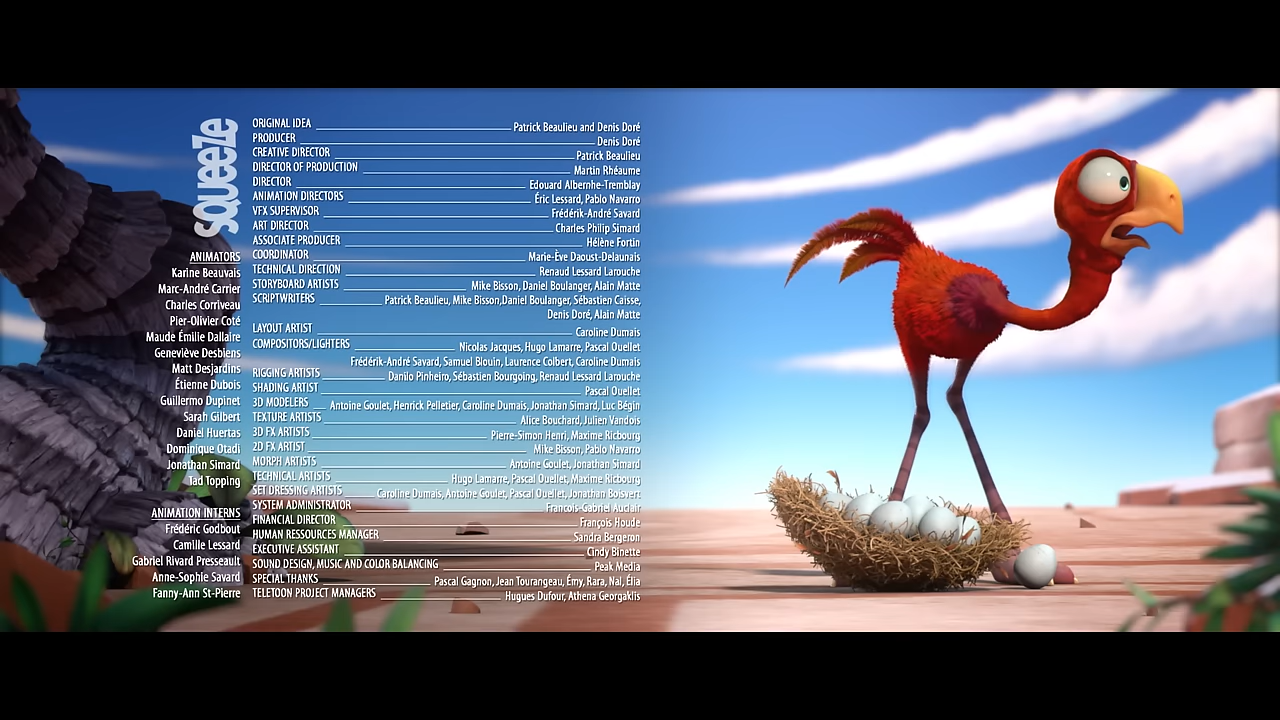 squeeze
ORIGINAL IDEA Patrick Beaulieu and Denis Doré
PRODUCER Denis Doré
CREATIVE DIRECTOR Patrick Beaulieu
DIRECTOR OF PRODUCTION Martin Rhéaume
DIRECTOR Edouard Albernhe-Tremblay
ANIMATION DIRECTORS Éric Lessard, Pablo Navarro
VFX SUPERVISOR Frédérik-André Savard
ART DIRECTOR Charles Philip Simard
ASSOCIATE PRODUCER Hélène Fortin
COORDINATOR Marie-Ève Daoust-Delaunais
TECHNICAL DIRECTION Renaud Lessard Larouche
STORYBOARD ARTISTS Mike Bisson, Daniel Boulanger, Alain Matte
SCRIPTWRITERS Patrick Beaulieu, Mike Bisson,Daniel Boulanger, Sébastien Caisse,
Denis Doré, Alain Matte
LAYOUT ARTIST Caroline Dumais
COMPOSITORS/LIGHTERS Nicolas Jacques, Hugo Lamarre, Pascal Ouellet
Frédérik-André Savard, Samuel Blouin, Laurence Colbert, Caroline Dumais
RIGGING ARTISTS Danilo Pinheiro, Sébastien Bourgoing, Renaud Lessard Larouche
SHADING ARTIST Pascal Ouellet
3D MODELERS Antoine Goulet, Henrick Pelletier, Caroline Dumais, Jonathan Simard, Luc Bégin
TEXTURE ARTISTS Alice Bouchard, Julien Vandois
3D FX ARTISTS Pierre-Simon Henri, Maxime Ricbourg
2D FX ARTIST Mike Bisson, Pablo Navarro
MORPH ARTISTS Antoine Goulet, Jonathan Simard
TECHNICAL ARTISTS Hugo Lamarre, Pascal Ouellet, Maxime Ricbourg
SET DRESSING ARTISTS Caroline Dumais, Antoine Goulet, Pascal Ouellet, Jonathan Boisvert
SYSTEM ADMINISTRATOR Francois-Gabriel Auclair
FINANCIAL DIRECTOR François Houde
HUMAN RESSOURCES MANAGER Sandra Bergeron
EXECUTIVE ASSISTANT Cindy Binette
SOUND DESIGN, MUSIC AND COLOR BALANCING Peak Media
SPECIAL THANKS Pascal Gagnon, Jean Tourangeau, Émy, Rara, Nal, Élia
TELETOON PROJECT MANAGERS Hugues Dufour, Athena Georgaklis
ANIMATORS
Karine Beauvais
Marc-André Carrier
Charles Corriveau
Pier-Olivier Coté
Maude Émilie Dallaire
Geneviève Desbiens
Matt Desjardins
Étienne Dubois
Guillermo Dupinet
Sarah Gilbert
Daniel Huertas
Dominique Otadi
Jonathan Simard
Tad Topping
ANIMATION INTERNS
Frédéric Godbout
Camille Lessard
Gabriel Rivard Presseault
Anne-Sophie Savard
Fanny-Ann St-Pierre